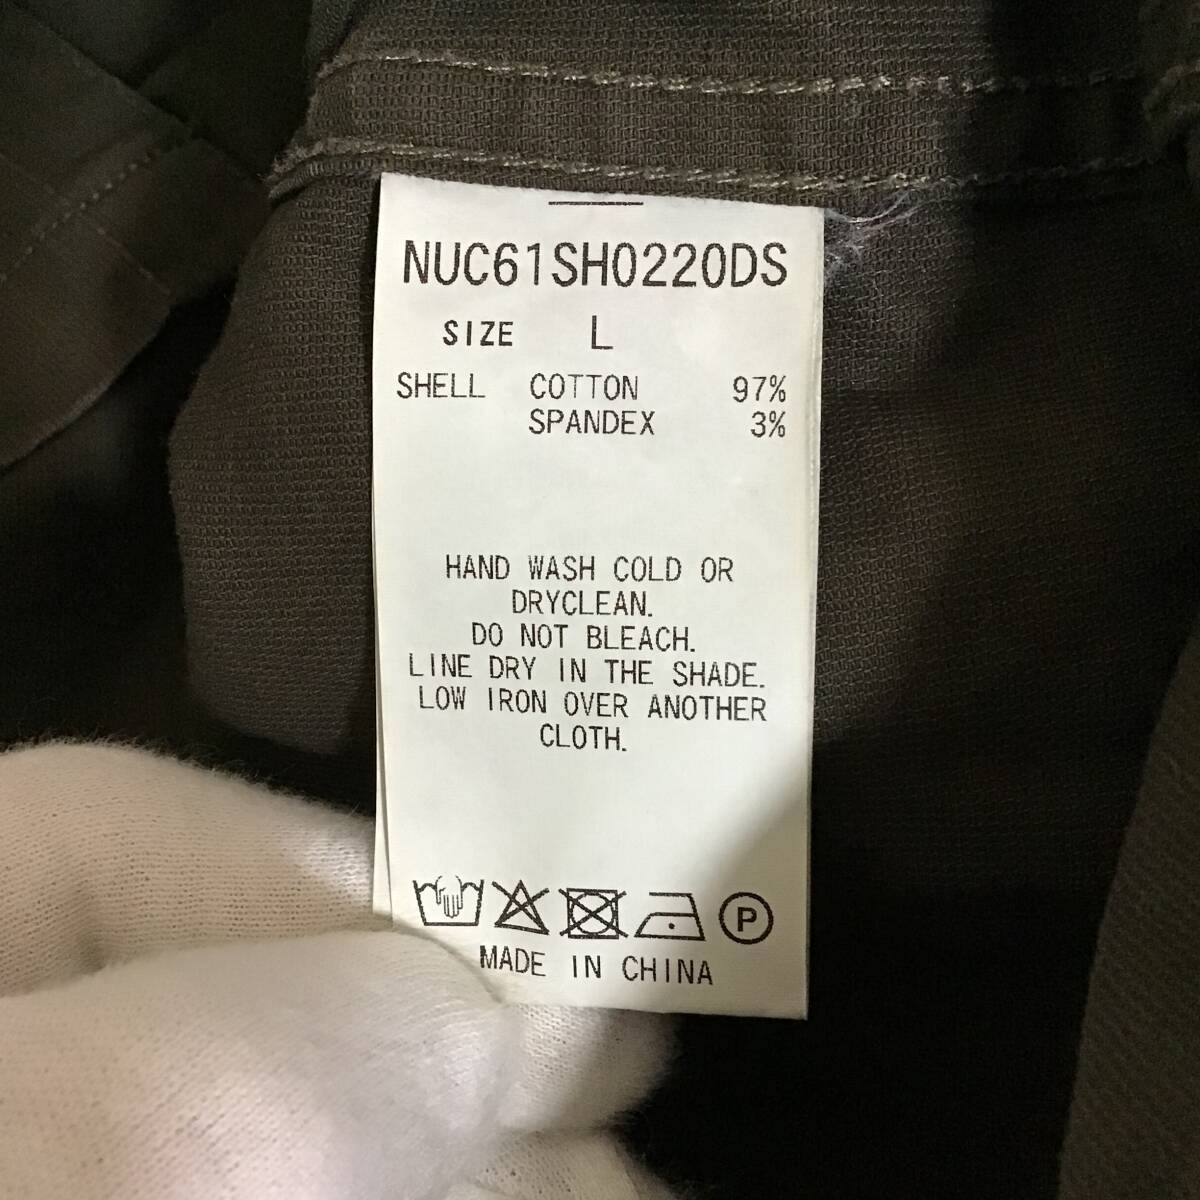 NUC61SH0220DS
SIZE L
SHELL COTTON 97%
SPANDEX 3%
HAND WASH COLD OR
DRYCLEAN.
DO NOT BLEACH.
LINE DRY IN THE SHADE.
LOW IRON OVER ANOTHER
CLOTH.
P
MADE IN CHINA